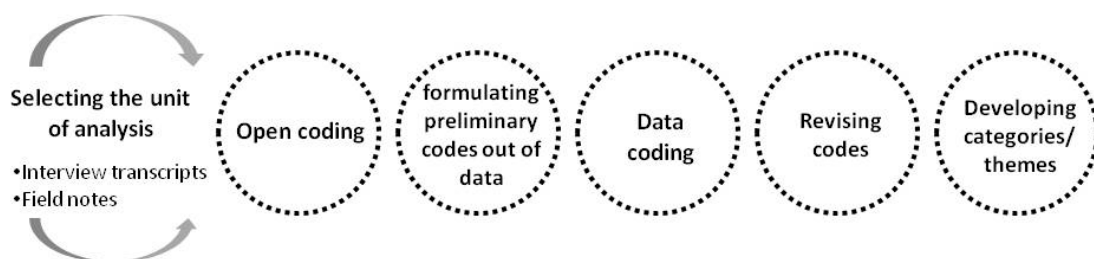 Selecting the unit
of analysis
•Interview transcripts
•Field notes
Open coding
formulating
preliminary
codes out of
data
Data
coding
Revising
codes
Developing
categories/
themes